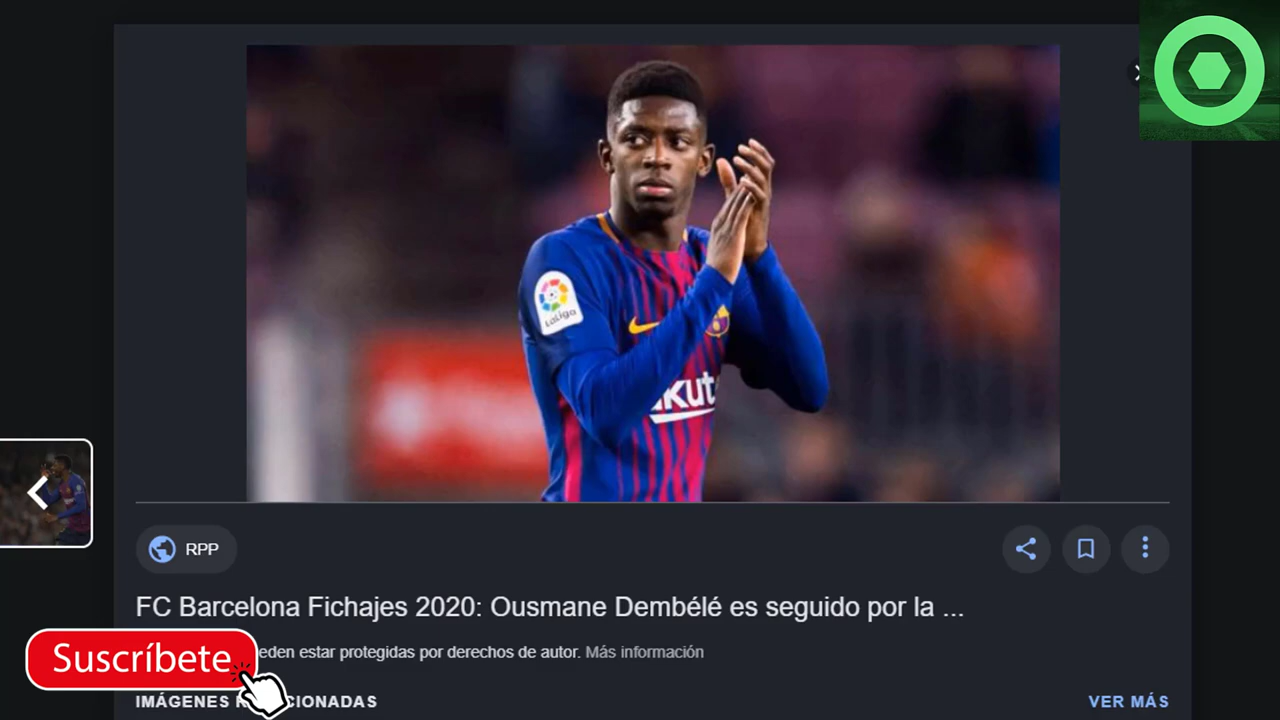 LaLiga
kut
RPP
FC Barcelona Fichajes 2020: Ousmane Dembélé es seguido por la ...
Suscríbete
eden estar protegidas por derechos de autor. Más información
IMÁGENES R
CIONADAS
VER MÁS